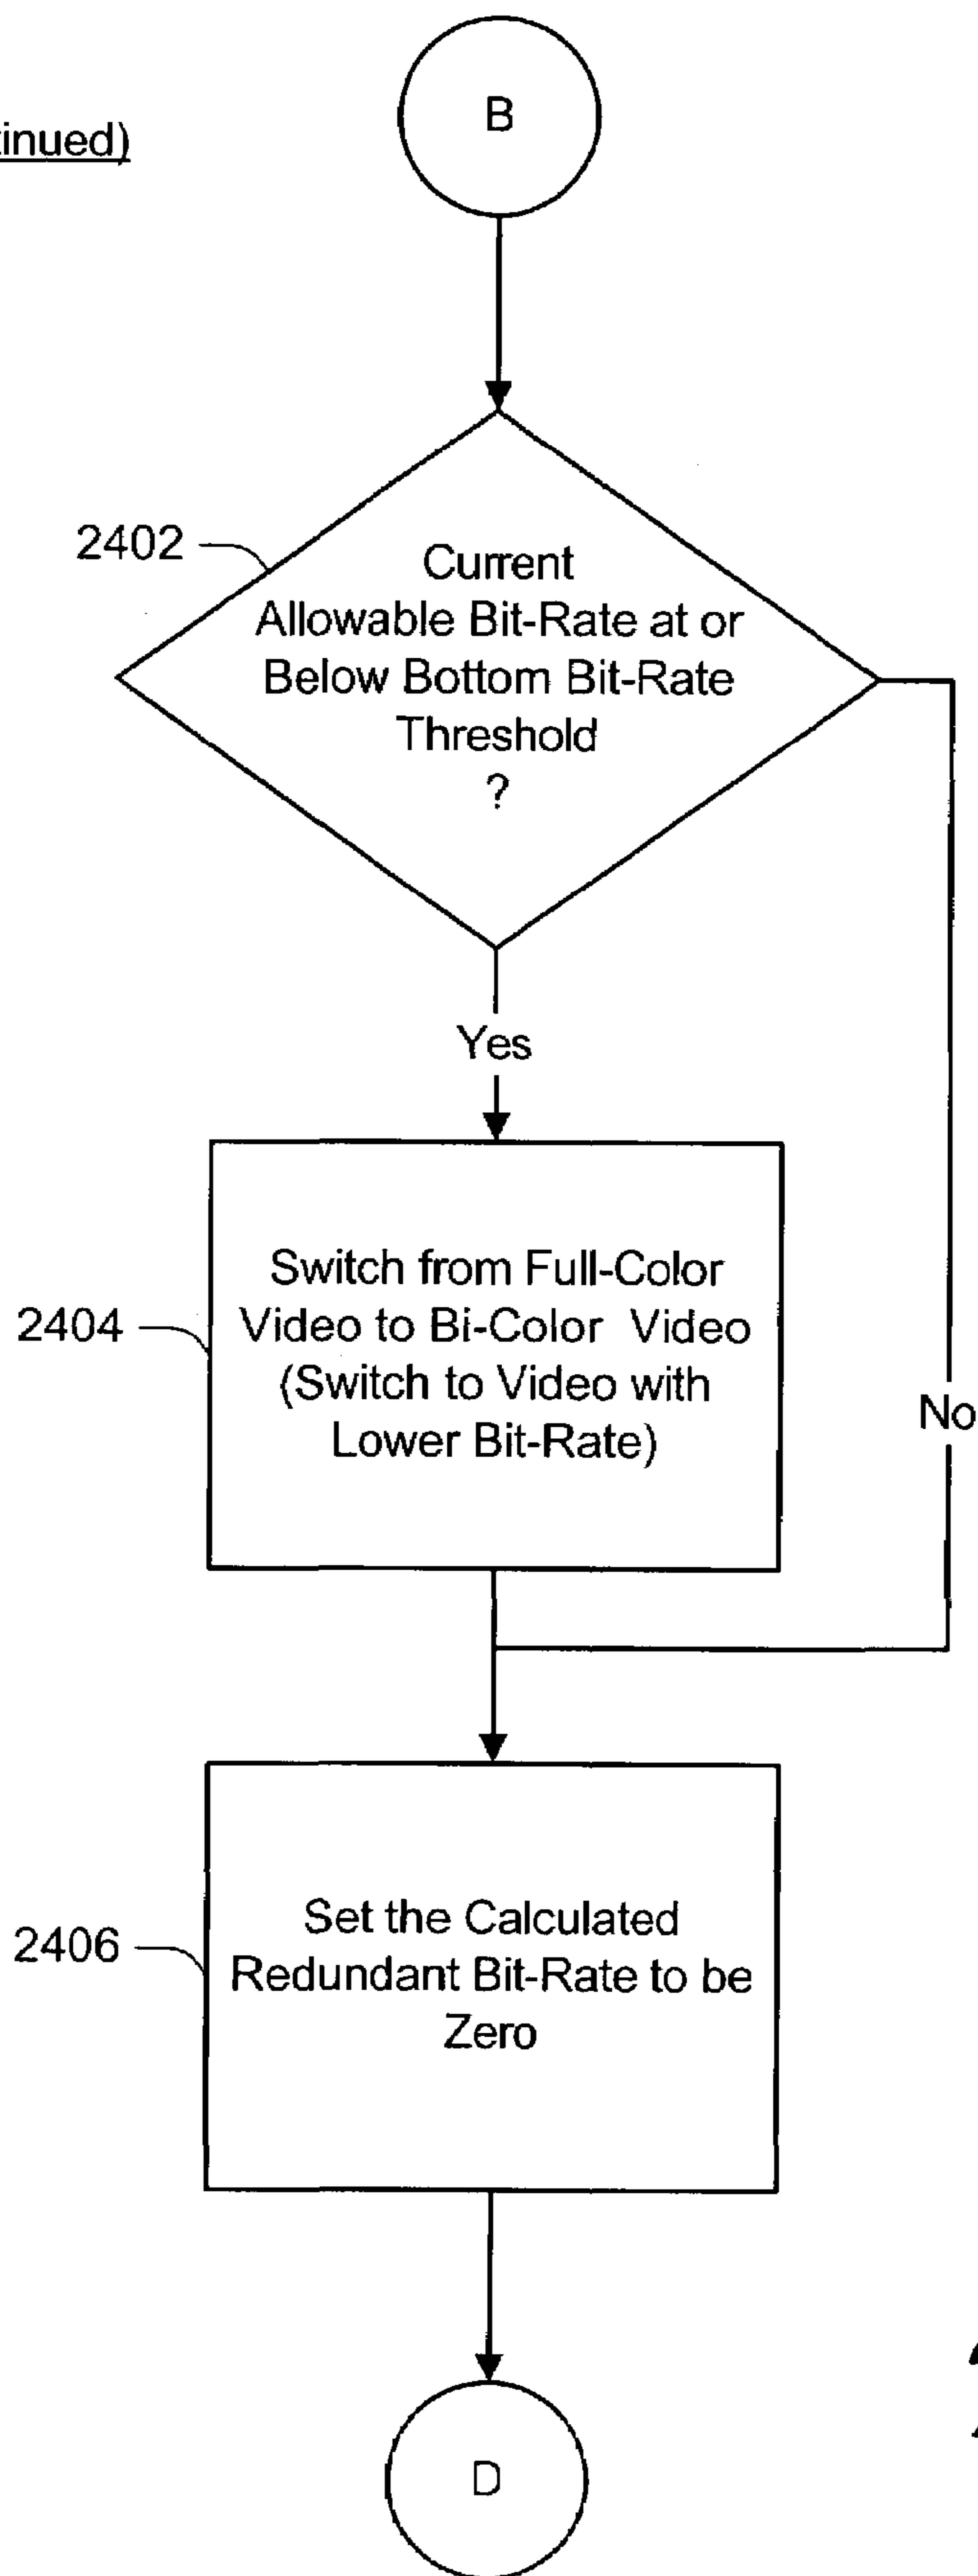 B
tinued)
2402
Current
Allowable Bit-Rate at or
Below Bottom Bit-Rate
Threshold
?
Yes
2404
Switch from Full-Color
Video to Bi-Color Video
(Switch to Video with
Lower Bit-Rate)
No
2406
Set the Calculated
Redundant Bit-Rate to be
Zero
D